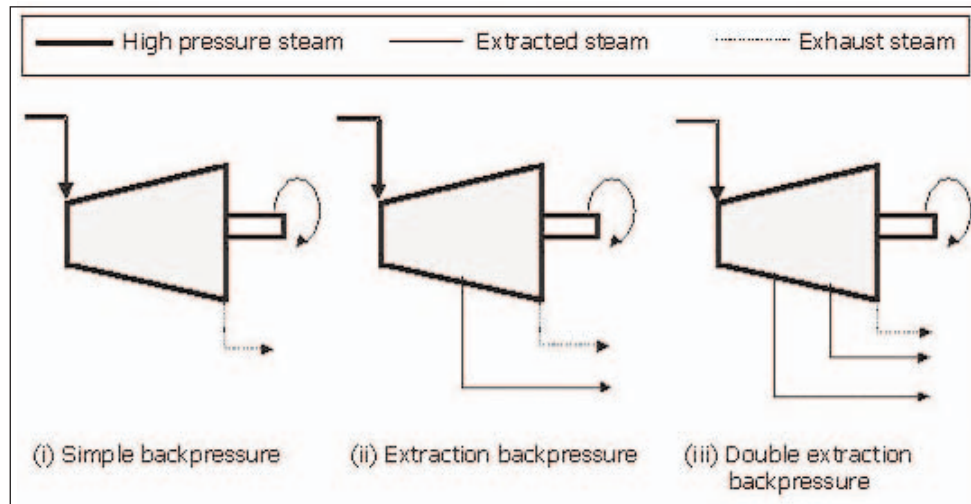 High pressure steam Extracted steam Exhaust steam
(i) Simple backpressure (ii) Extraction backpressure (iii) Double extraction
backpressure